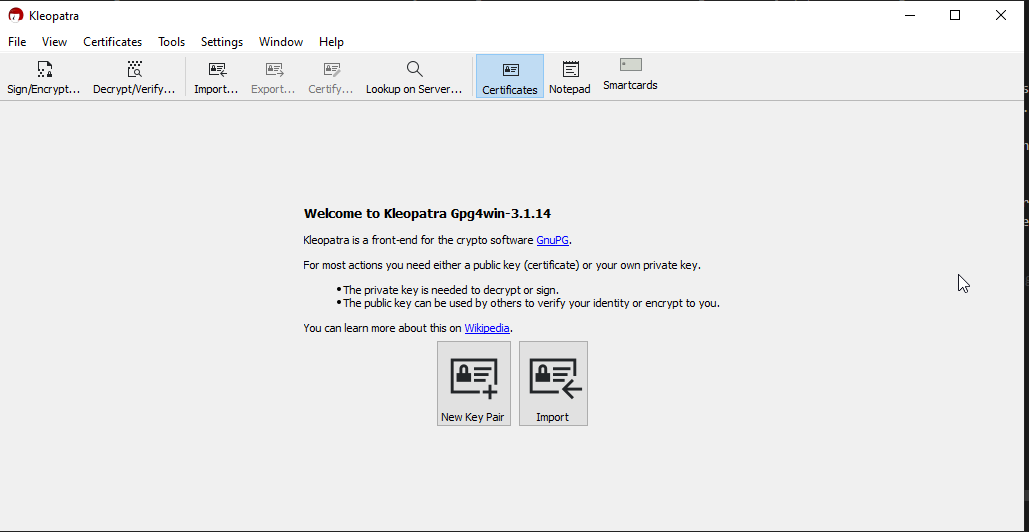 Kleopatra
File View Certificates Tools Settings Window Help
Sign/Encrypt... Decrypt/Verify... Import... Export... Certify... Lookup on Server... Certificates Notepad Smartcards
Welcome to Kleopatra Gpg4win-3.1.14
Kleopatra is a front-end for the crypto software GnuPG.
For most actions you need either a public key (certificate) or your own private key.
•The private key is needed to decrypt or sign.
•The public key can be used by others to verify your identity or encrypt to you.
You can learn more about this on Wikipedia.
New Key Pair Import